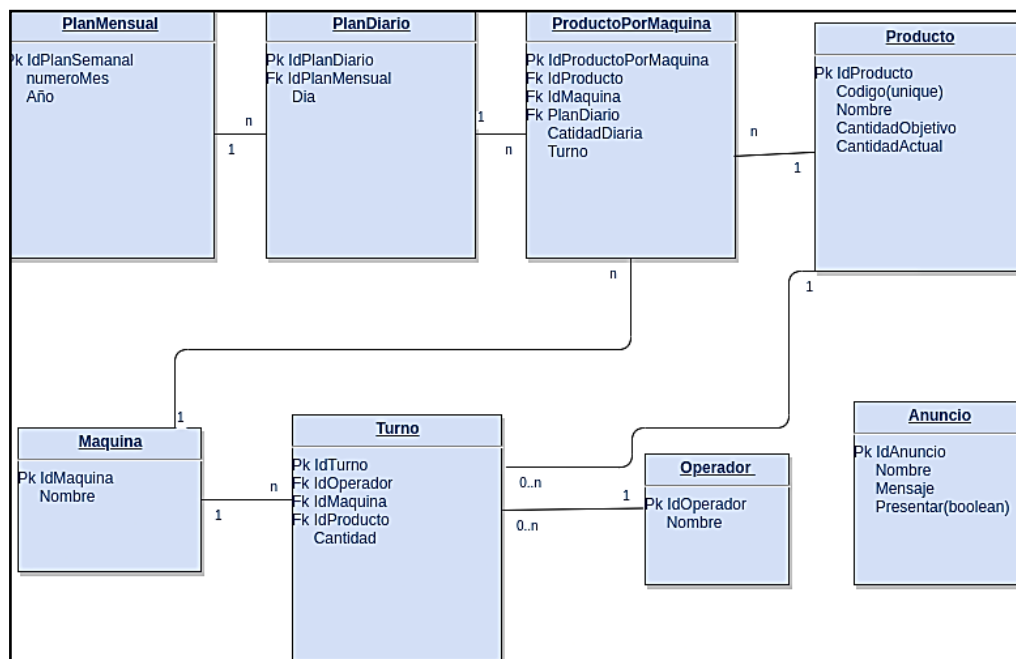 PlanMensual
Pk IdPlanSemanal
numeroMes
Año
PlanDiario
Pk IdPlanDiario
Fk IdPlanMensual
Dia
ProductoPorMaquina
Pk IdProductoPorMaquina
Fk IdProducto
Fk IdMaquina
Fk PlanDiario
CatidadDiaria
Turno
Producto
Pk IdProducto
Codigo(unique)
Nombre
CantidadObjetivo
CantidadActual
n
1
1
n
n
1
n
1
1
Maquina
Pk IdMaquina
Nombre
n
1
Turno
Pk IdTurno
Fk IdOperador
Fk IdMaquina
Fk IdProducto
Cantidad
0..n
1
0..n
Operador
Pk IdOperador
Nombre
Anuncio
Pk IdAnuncio
Nombre
Mensaje
Presentar(boolean)